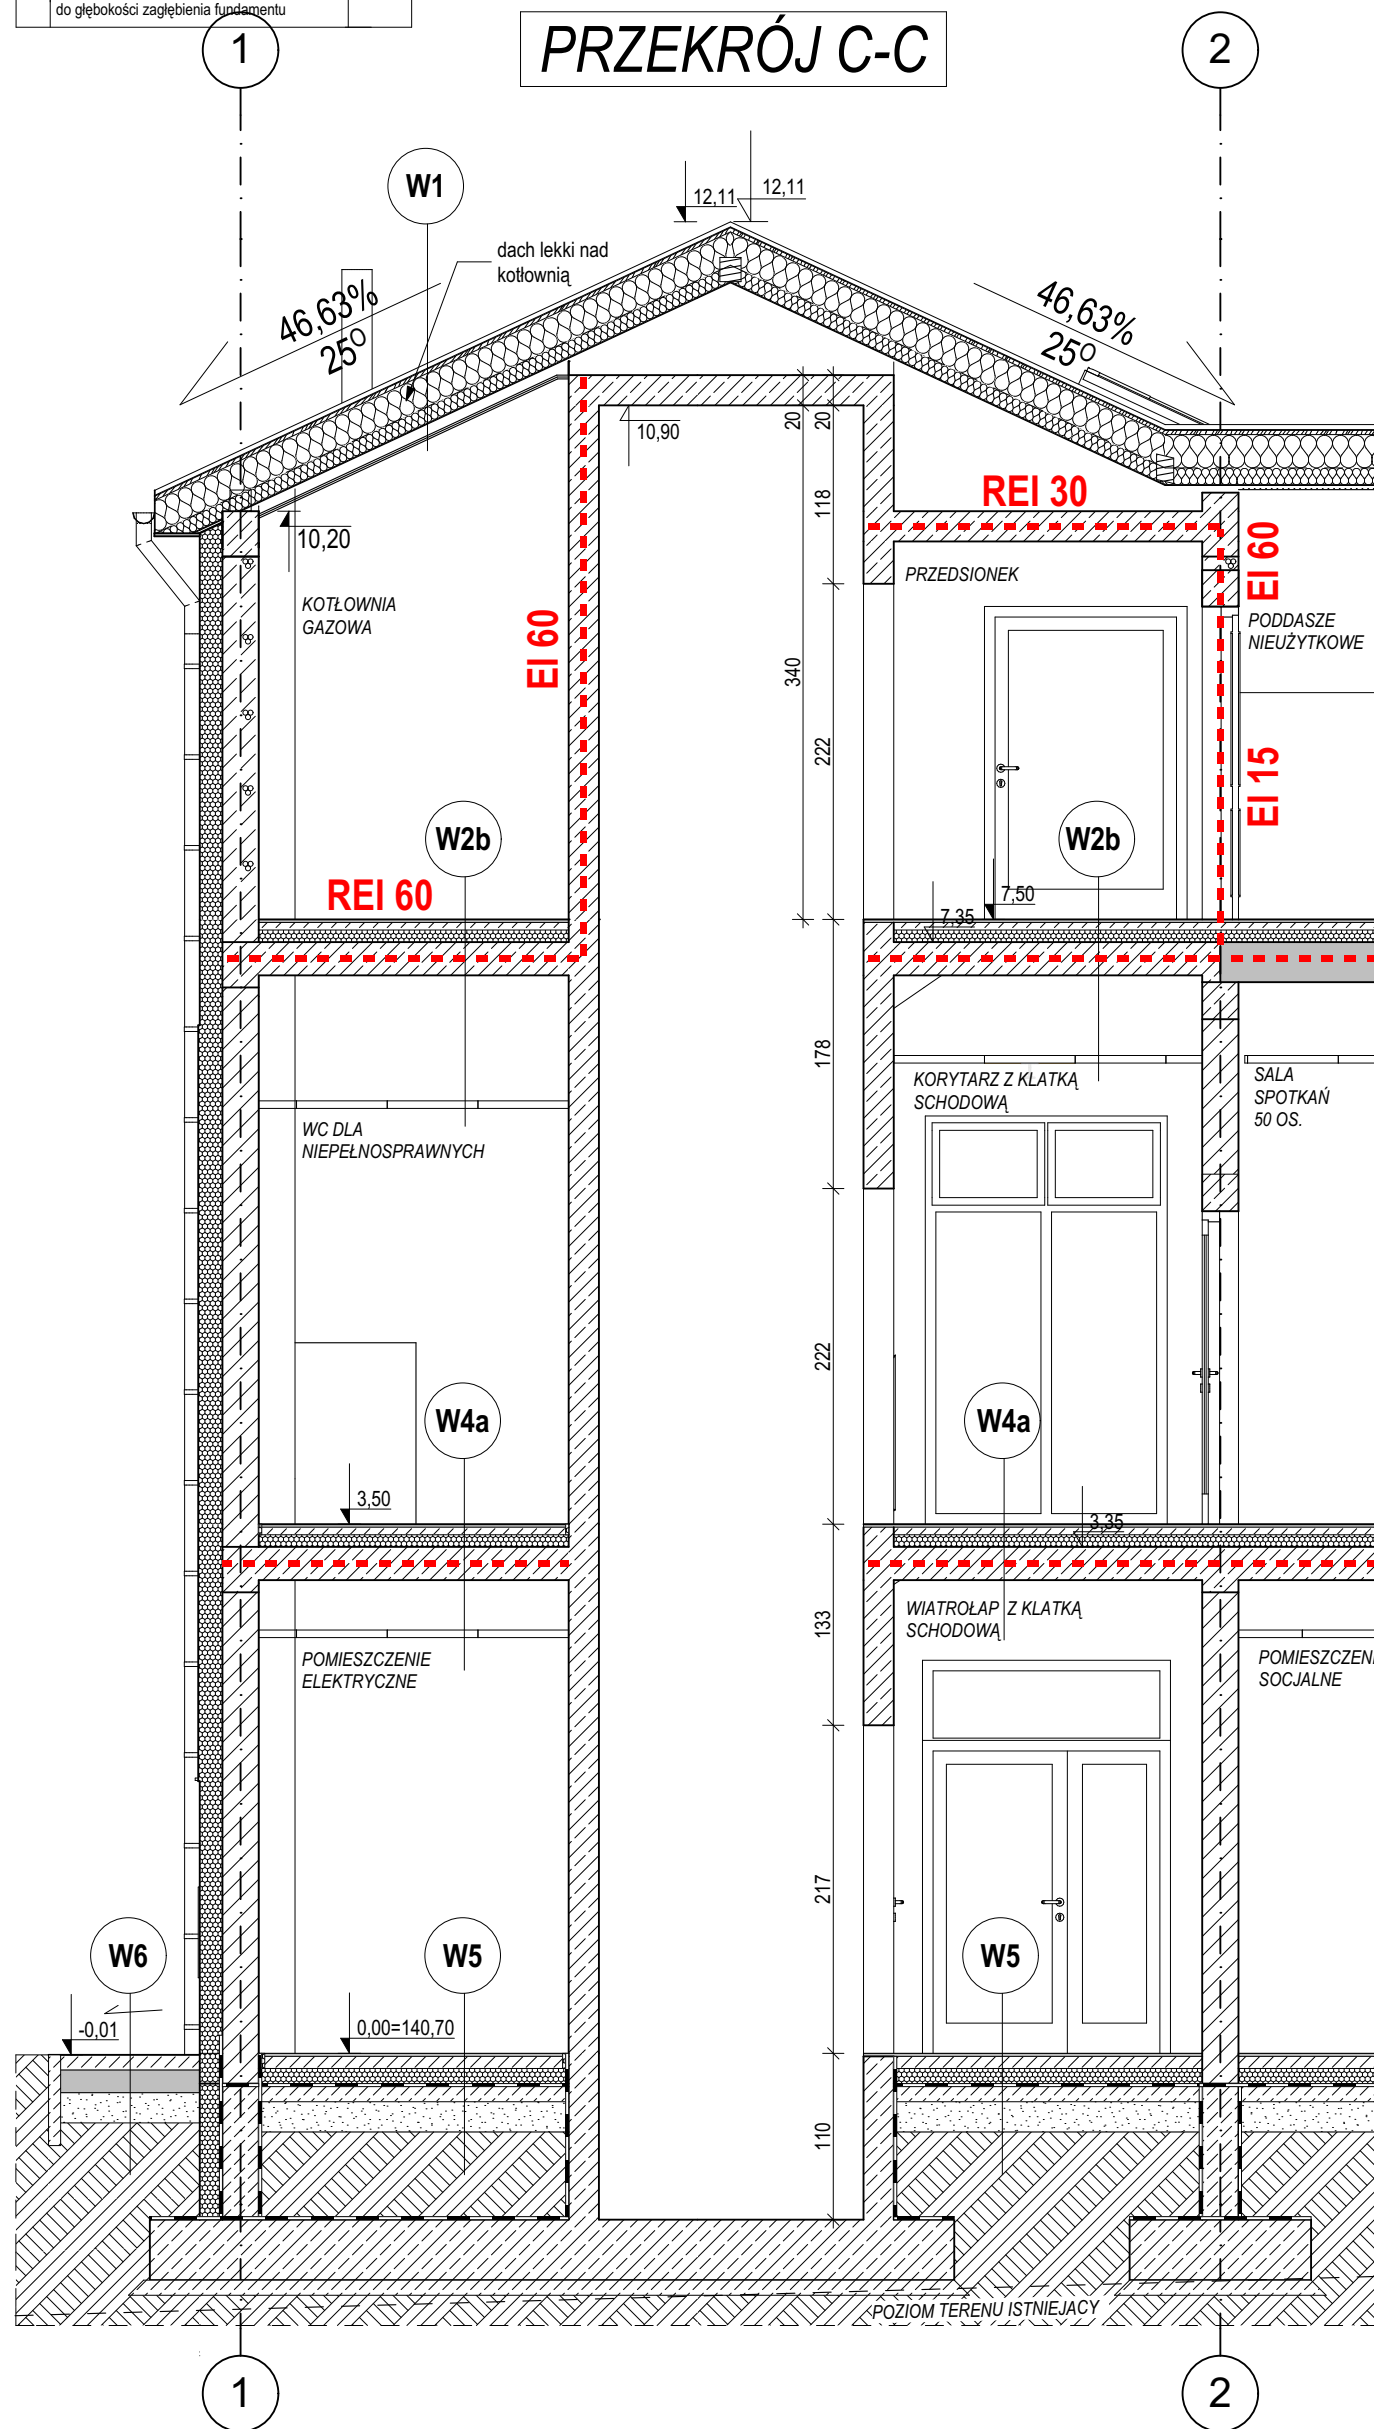 do głębokości zagłębienia fundamentu
1
PRZEKRÓJ C-C
2
W1
12,11
12,11
dach lekki nad
kotłownią
46,63%
25°
46,63%
25°
20
20
10,90
118
REI 30
10,20
EI 60
PRZEDSIONEK
KOTŁOWNIA
GAZOWA
EI 60
PODDASZE
NIEUŻYTKOWE
340
222
EI 15
W2b
W2b
REI 60
7,50
7,35
178
KORYTARZ Z KLATKĄ
SCHODOWĄ
SALA
SPOTKAŃ
50 OS.
WC DLA
NIEPEŁNOSPRAWNYCH
222
W4a
W4a
3,50
3,35
133
WIATROŁAP Z KLATKĄ
SCHODOWĄ
POMIESZCZENIE
ELEKTRYCZNE
POMIESZCZENI
SOCJALNE
217
W6
W5
W5
-0,01
0,00=140,70
110
POZIOM TERENU ISTNIEJACY
1
2